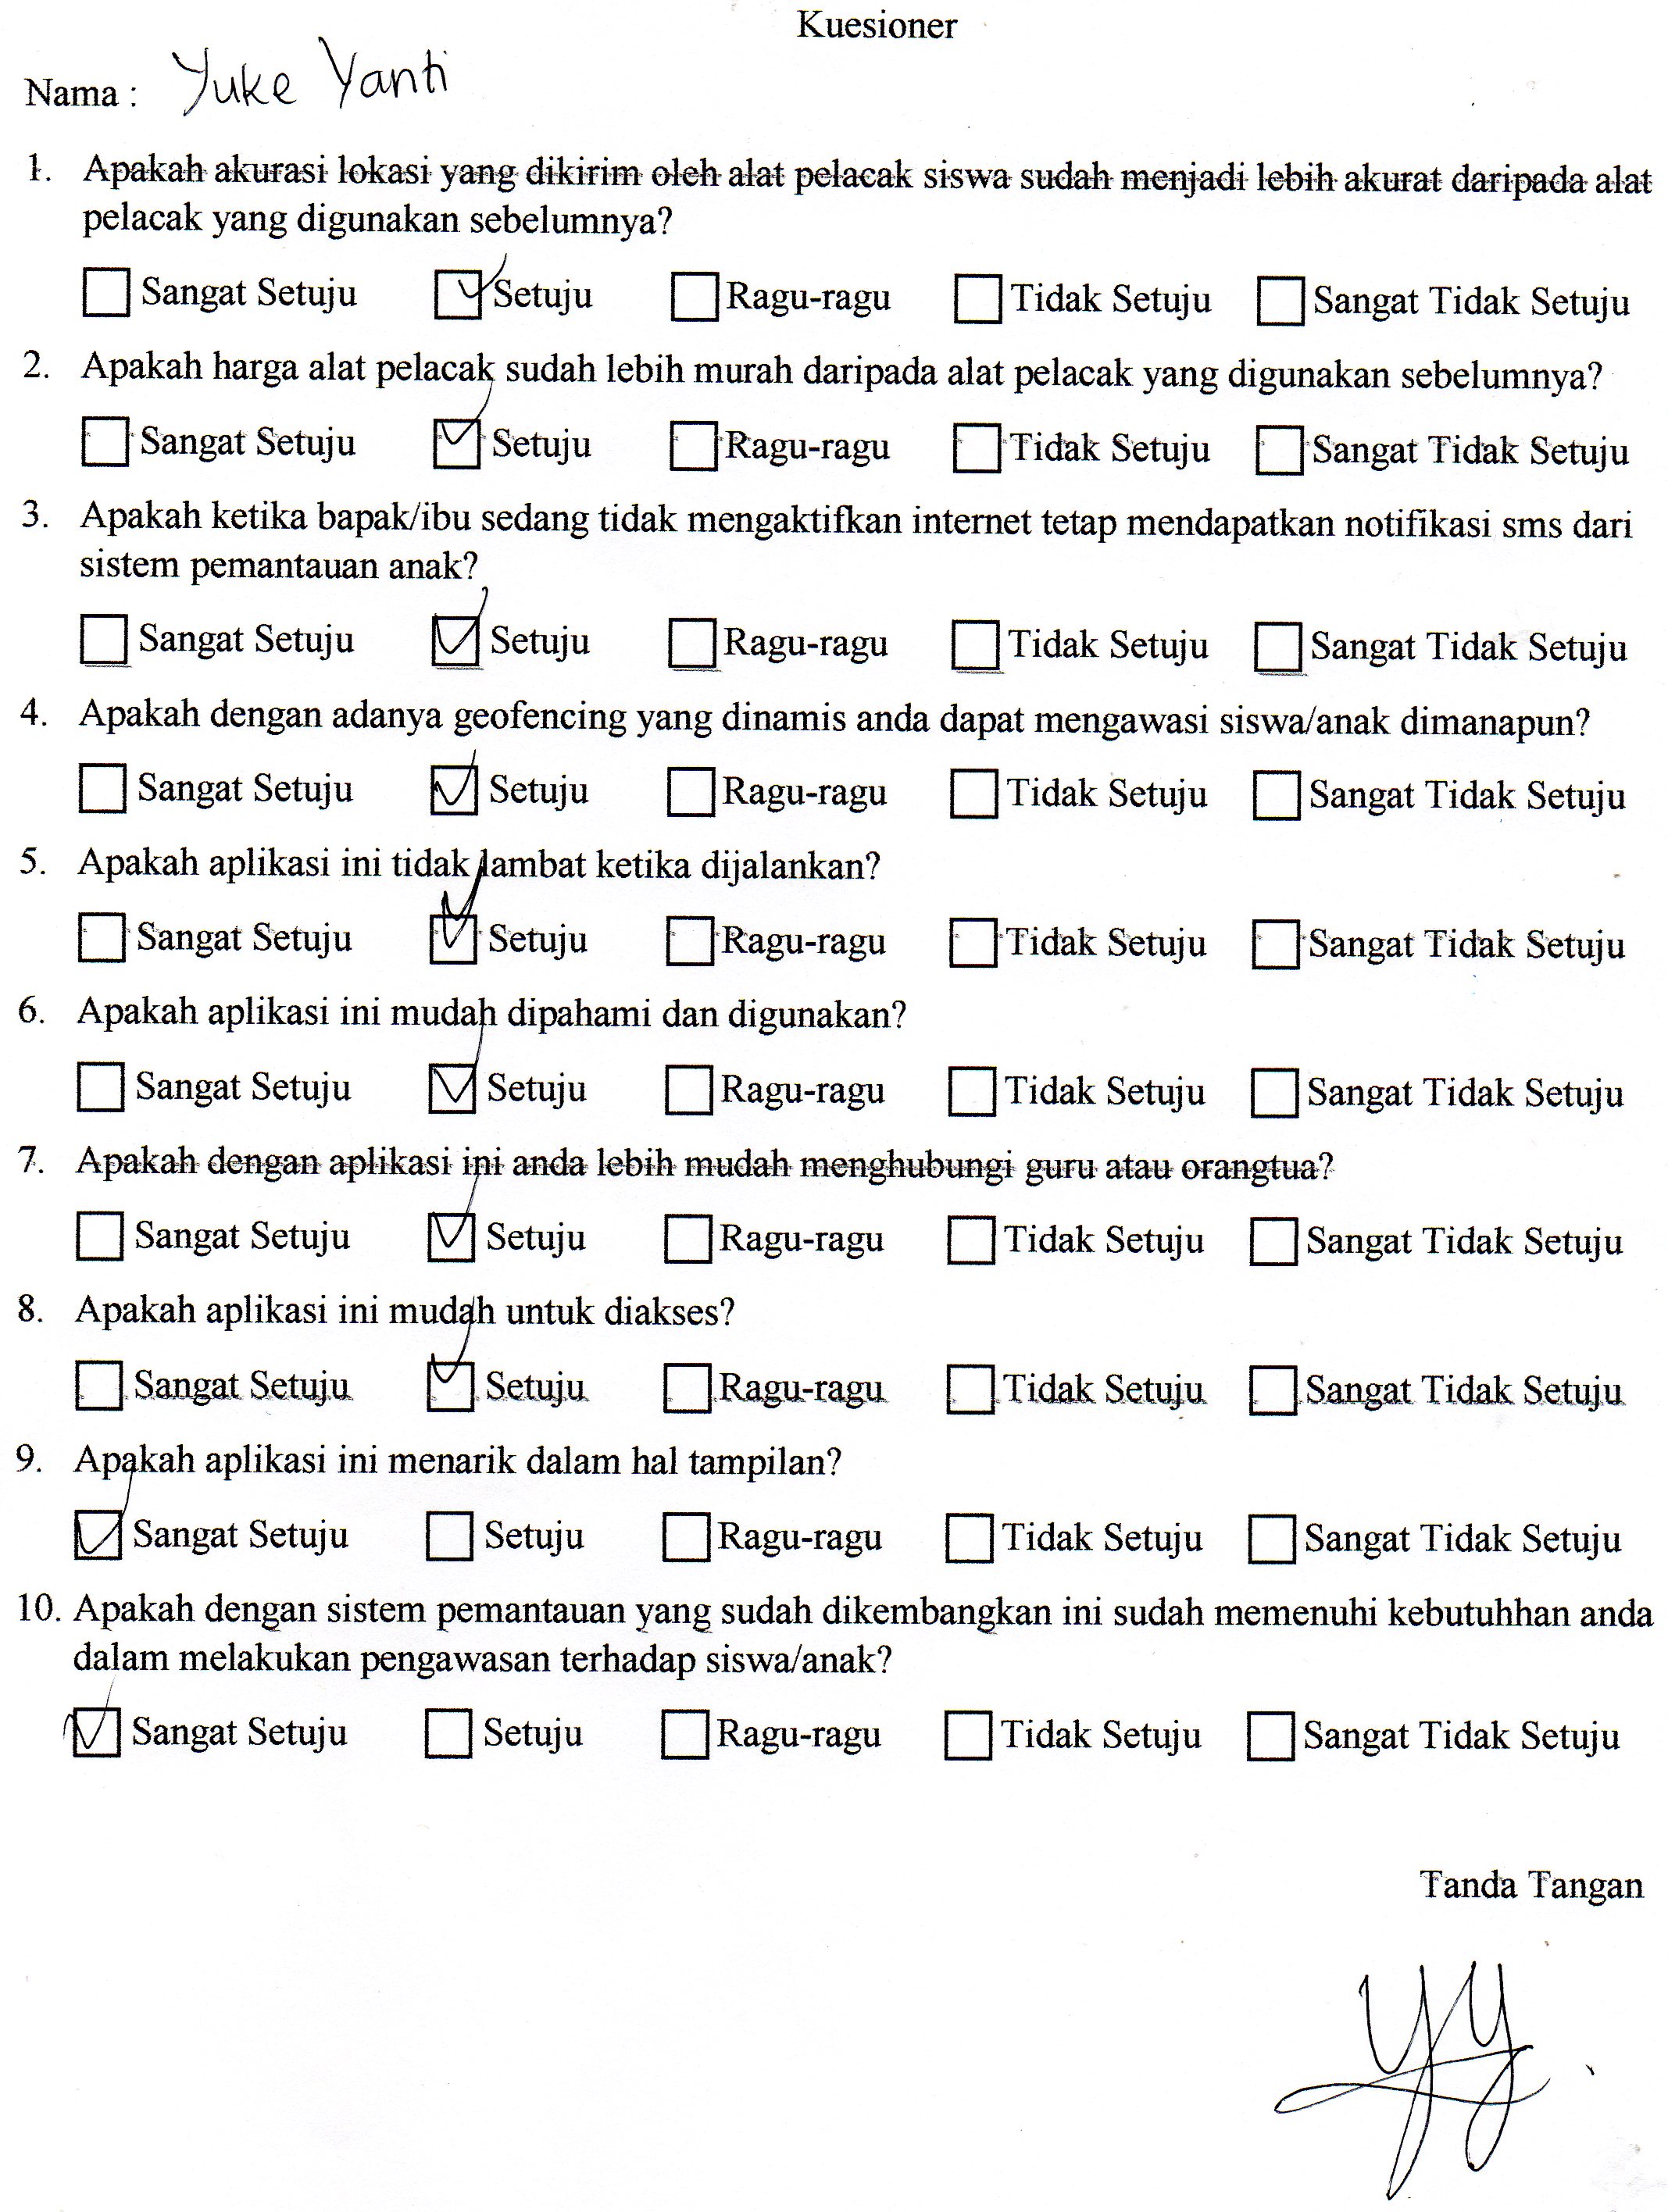 Kuesioner
Nama : Yuke Yanti
1. Apakah akurasi lokasi yang dikirim oleh alat pelacak siswa sudah menjadi lebih akurat daripada alat
pelacak yang digunakan sebelumnya?
☐ Sangat Setuju ☑ Setuju ☐ Ragu-ragu ☐ Tidak Setuju ☐ Sangat Tidak Setuju
2. Apakah harga alat pelacak sudah lebih murah daripada alat pelacak yang digunakan sebelumnya?
☐ Sangat Setuju ☑ Setuju ☐ Ragu-ragu ☐ Tidak Setuju ☐ Sangat Tidak Setuju
3. Apakah ketika bapak/ibu sedang tidak mengaktifkan internet tetap mendapatkan notifikasi sms dari
sistem pemantauan anak?
☐ Sangat Setuju ☑ Setuju ☐ Ragu-ragu ☐ Tidak Setuju ☐ Sangat Tidak Setuju
4. Apakah dengan adanya geofencing yang dinamis anda dapat mengawasi siswa/anak dimanapun?
☐ Sangat Setuju ☑ Setuju ☐ Ragu-ragu ☐ Tidak Setuju ☐ Sangat Tidak Setuju
5. Apakah aplikasi ini tidak lambat ketika dijalankan?
☐ Sangat Setuju ☑ Setuju ☐ Ragu-ragu ☐ Tidak Setuju ☐ Sangat Tidak Setuju
6. Apakah aplikasi ini mudah dipahami dan digunakan?
☐ Sangat Setuju ☑ Setuju ☐ Ragu-ragu ☐ Tidak Setuju ☐ Sangat Tidak Setuju
7. Apakah dengan aplikasi ini anda lebih mudah menghubungi guru atau orangtua?
☐ Sangat Setuju ☑ Setuju ☐ Ragu-ragu ☐ Tidak Setuju ☐ Sangat Tidak Setuju
8. Apakah aplikasi ini mudah untuk diakses?
☐ Sangat Setuju ☑ Setuju ☐ Ragu-ragu ☐ Tidak Setuju ☐ Sangat Tidak Setuju
9. Apakah aplikasi ini menarik dalam hal tampilan?
☑ Sangat Setuju ☐ Setuju ☐ Ragu-ragu ☐ Tidak Setuju ☐ Sangat Tidak Setuju
10. Apakah dengan sistem pemantauan yang sudah dikembangkan ini sudah memenuhi kebutuhhan anda
dalam melakukan pengawasan terhadap siswa/anak?
☑ Sangat Setuju ☐ Setuju ☐ Ragu-ragu ☐ Tidak Setuju ☐ Sangat Tidak Setuju
Tanda Tangan
YY